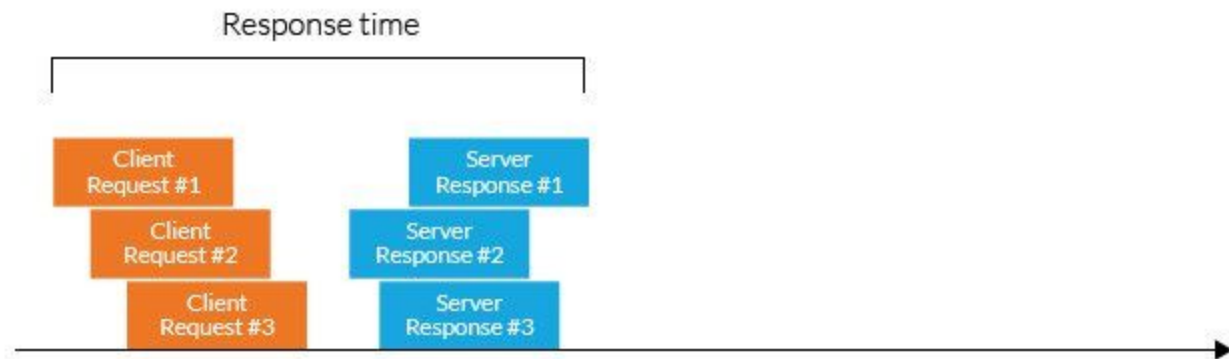 Response time
Client
Request #1
Server
Response #1
Client
Request #2
Server
Response #2
Client
Request #3
Server
Response #3